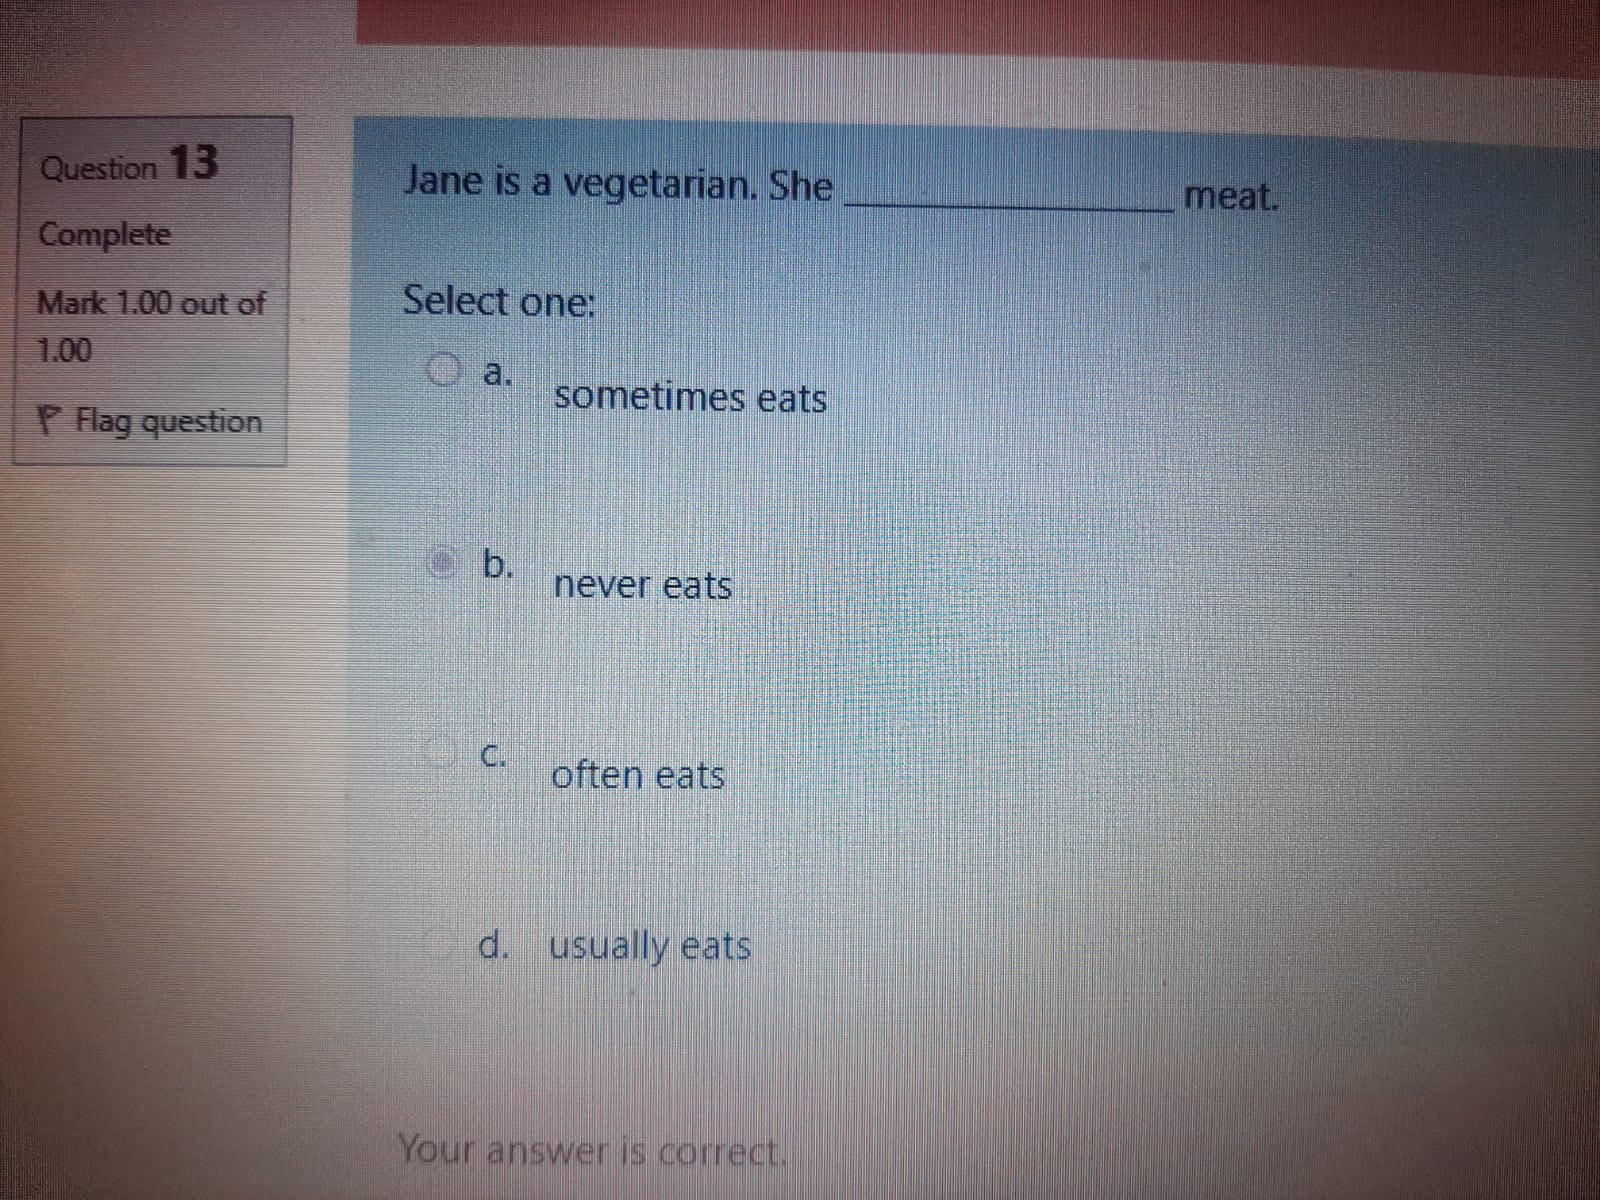 Question 13
Complete
Mark 1.00 out of
1.00
Flag question
Jane is a vegetarian. She ______________ meat.
Select one:
a. sometimes eats
b. never eats
c. often eats
d. usually eats
Your answer is correct.